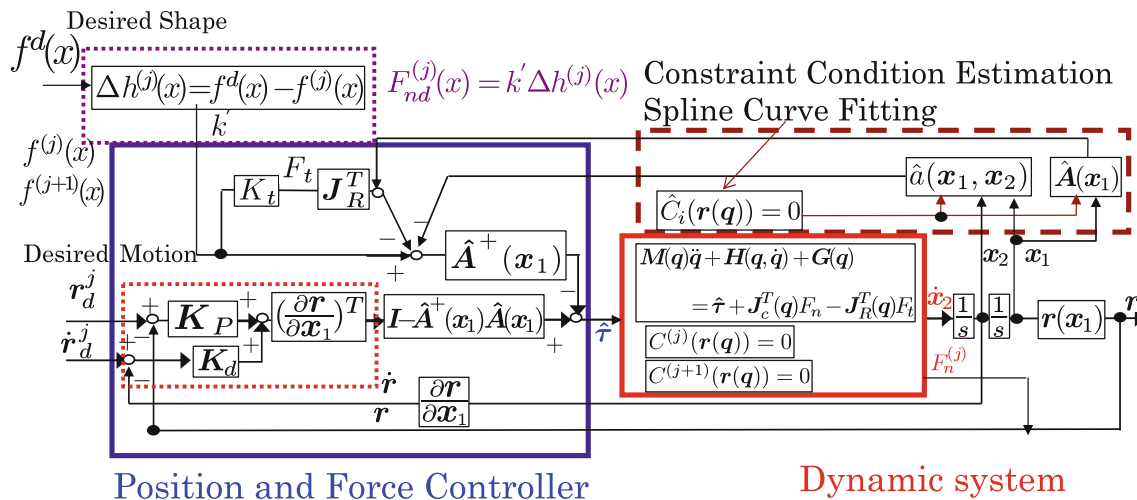 Desired Shape
f^d(x)
Δh^{(j)}(x)=f^d(x)−f^{(j)}(x)
F_{nd}^{(j)}(x) = k′Δh^{(j)}(x)
k′
Constraint Condition Estimation
Spline Curve Fitting
f^{(j)}(x)
f^{(j+1)}(x)
K_t
F_t
J_R^T
â(x_1, x_2)
Â(x_1)
Ĉ_i(r(q)) = 0
−
−
+
Â^+(x_1)
Desired Motion
r_d^j
ṙ_d^j
+
−
K_P
+
+
(∂r/∂x_1)^T
I−Â^+(x_1)Â(x_1)
−
+
τ̂
+
−
K_d
M(q)q̈+H(q, q̇)+G(q)
=τ̂+J_c^T(q)F_n−J_R^T(q)F_t
C^{(j)}(r(q)) = 0
C^{(j+1)}(r(q)) = 0
x_2
x_1
ẋ_2
1/s
1/s
r(x_1)
r
F_n^{(j)}
ṙ
r
∂r/∂x_1
Position and Force Controller
Dynamic system